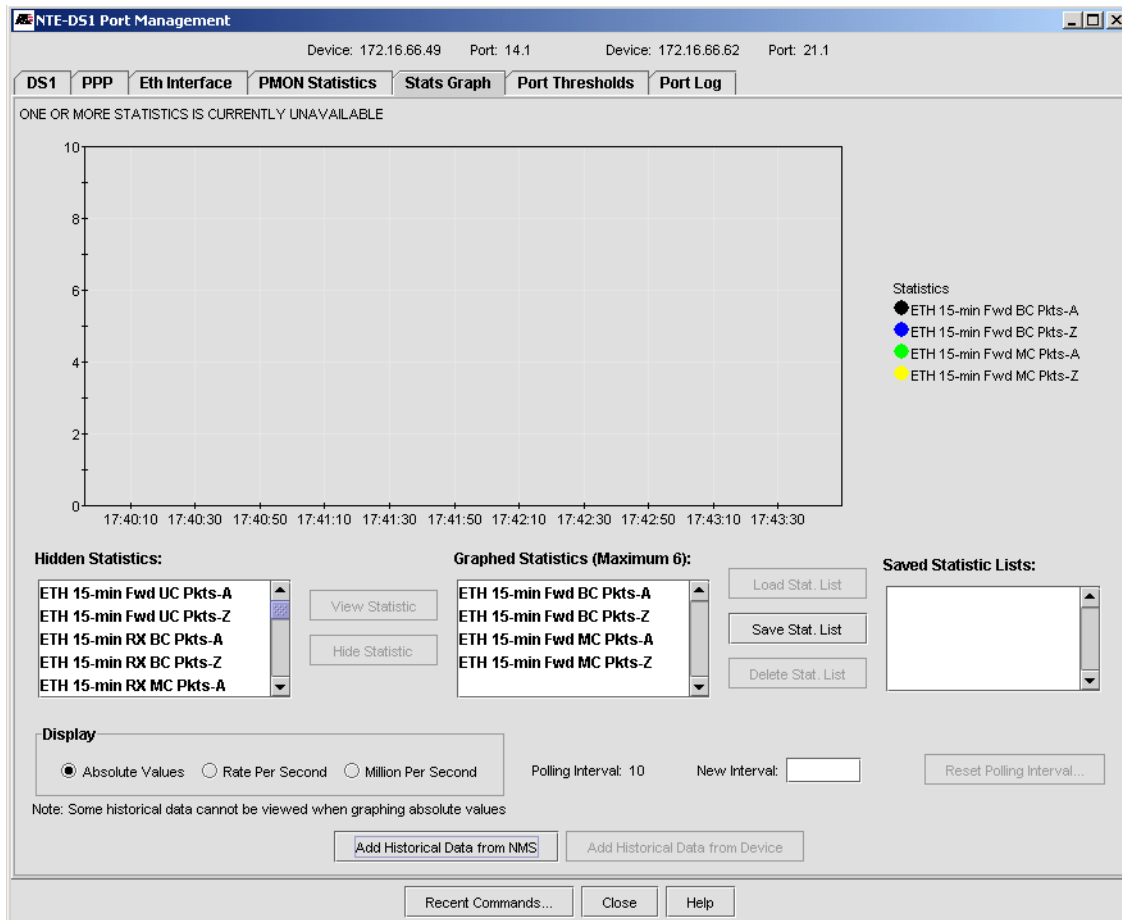 NTE-DS1 Port Management
Device: 172.16.66.49 Port: 14.1 Device: 172.16.66.62 Port: 21.1
DS1 PPP Eth Interface PMON Statistics Stats Graph Port Thresholds Port Log
ONE OR MORE STATISTICS IS CURRENTLY UNAVAILABLE
10
8
6
4
2
0
17:40:10 17:40:30 17:40:50 17:41:10 17:41:30 17:41:50 17:42:10 17:42:30 17:42:50 17:43:10 17:43:30
Statistics
ETH 15-min Fwd BC Pkts-A
ETH 15-min Fwd BC Pkts-Z
ETH 15-min Fwd MC Pkts-A
ETH 15-min Fwd MC Pkts-Z
Hidden Statistics:
ETH 15-min Fwd UC Pkts-A
ETH 15-min Fwd UC Pkts-Z
ETH 15-min RX BC Pkts-A
ETH 15-min RX BC Pkts-Z
ETH 15-min RX MC Pkts-A
View Statistic
Hide Statistic
Graphed Statistics (Maximum 6):
ETH 15-min Fwd BC Pkts-A
ETH 15-min Fwd BC Pkts-Z
ETH 15-min Fwd MC Pkts-A
ETH 15-min Fwd MC Pkts-Z
Load Stat. List
Save Stat. List
Delete Stat. List
Saved Statistic Lists:
Display
Absolute Values Rate Per Second Million Per Second
Polling Interval: 10 New Interval: Reset Polling Interval...
Note: Some historical data cannot be viewed when graphing absolute values
Add Historical Data from NMS Add Historical Data from Device
Recent Commands... Close Help